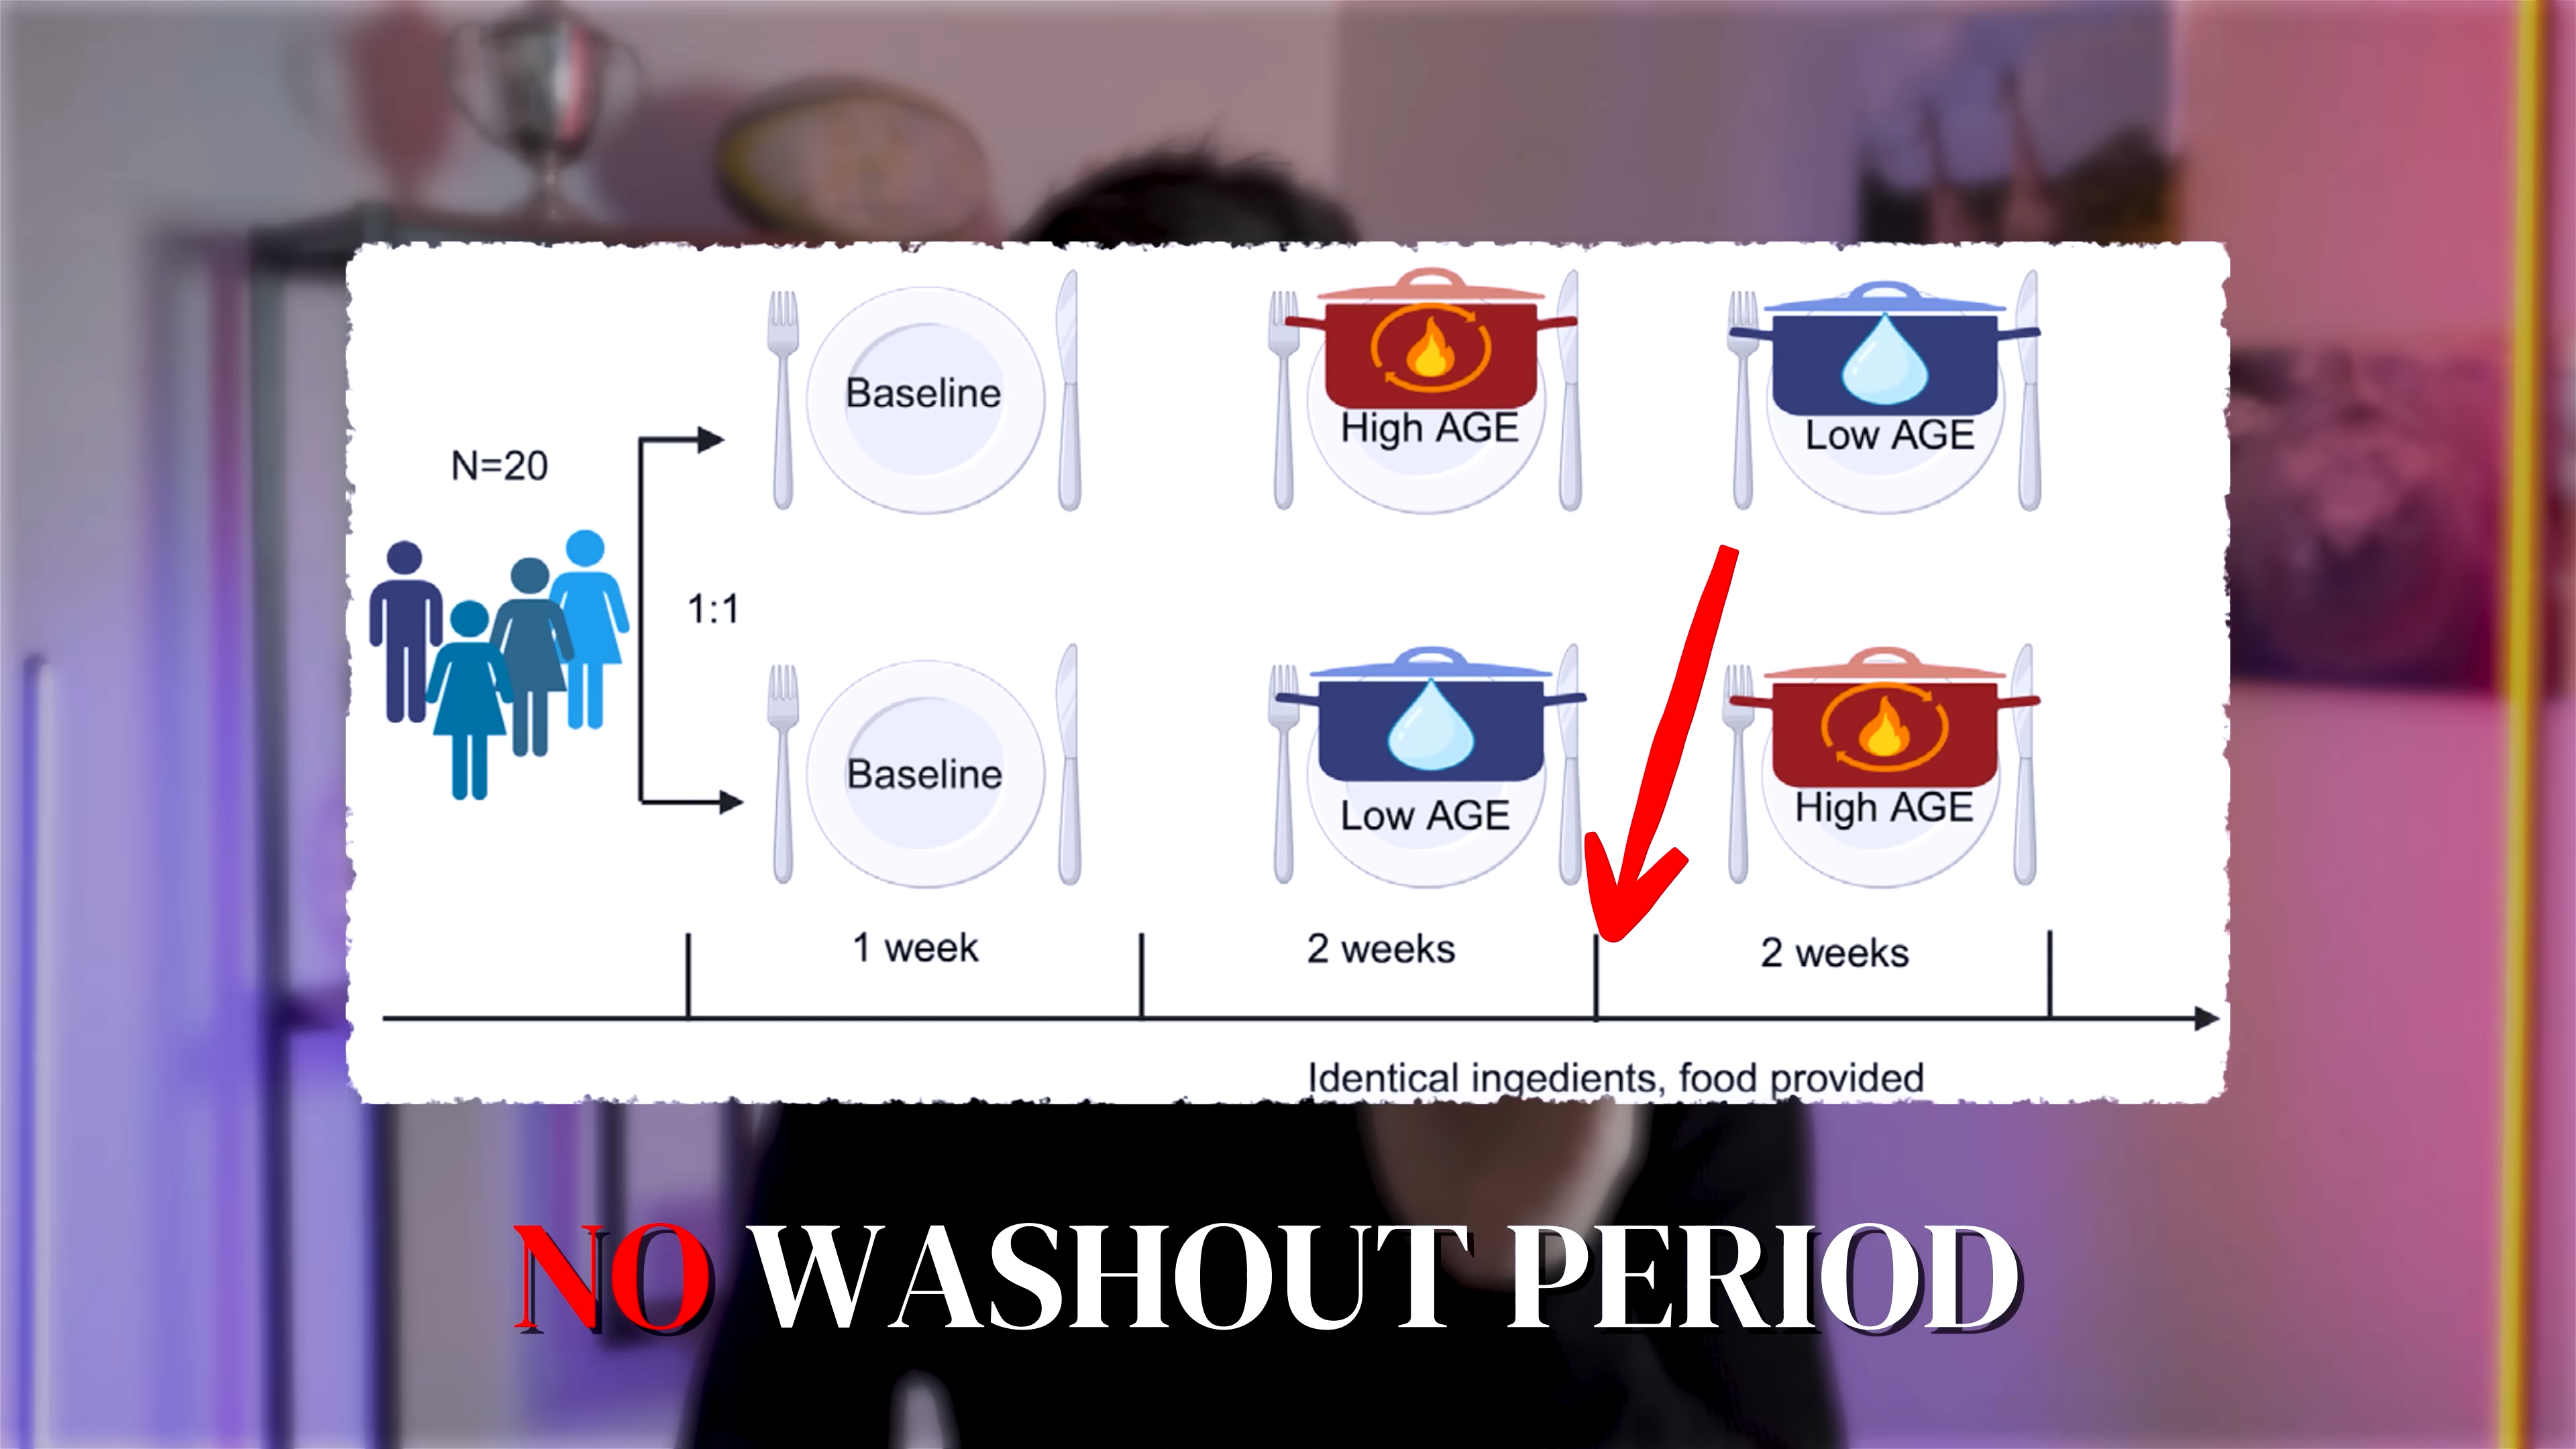 Baseline
High AGE
Low AGE
N=20
1:1
Baseline
Low AGE
High AGE
1 week
2 weeks
2 weeks
Identical ingedients, food provided
NO WASHOUT PERIOD